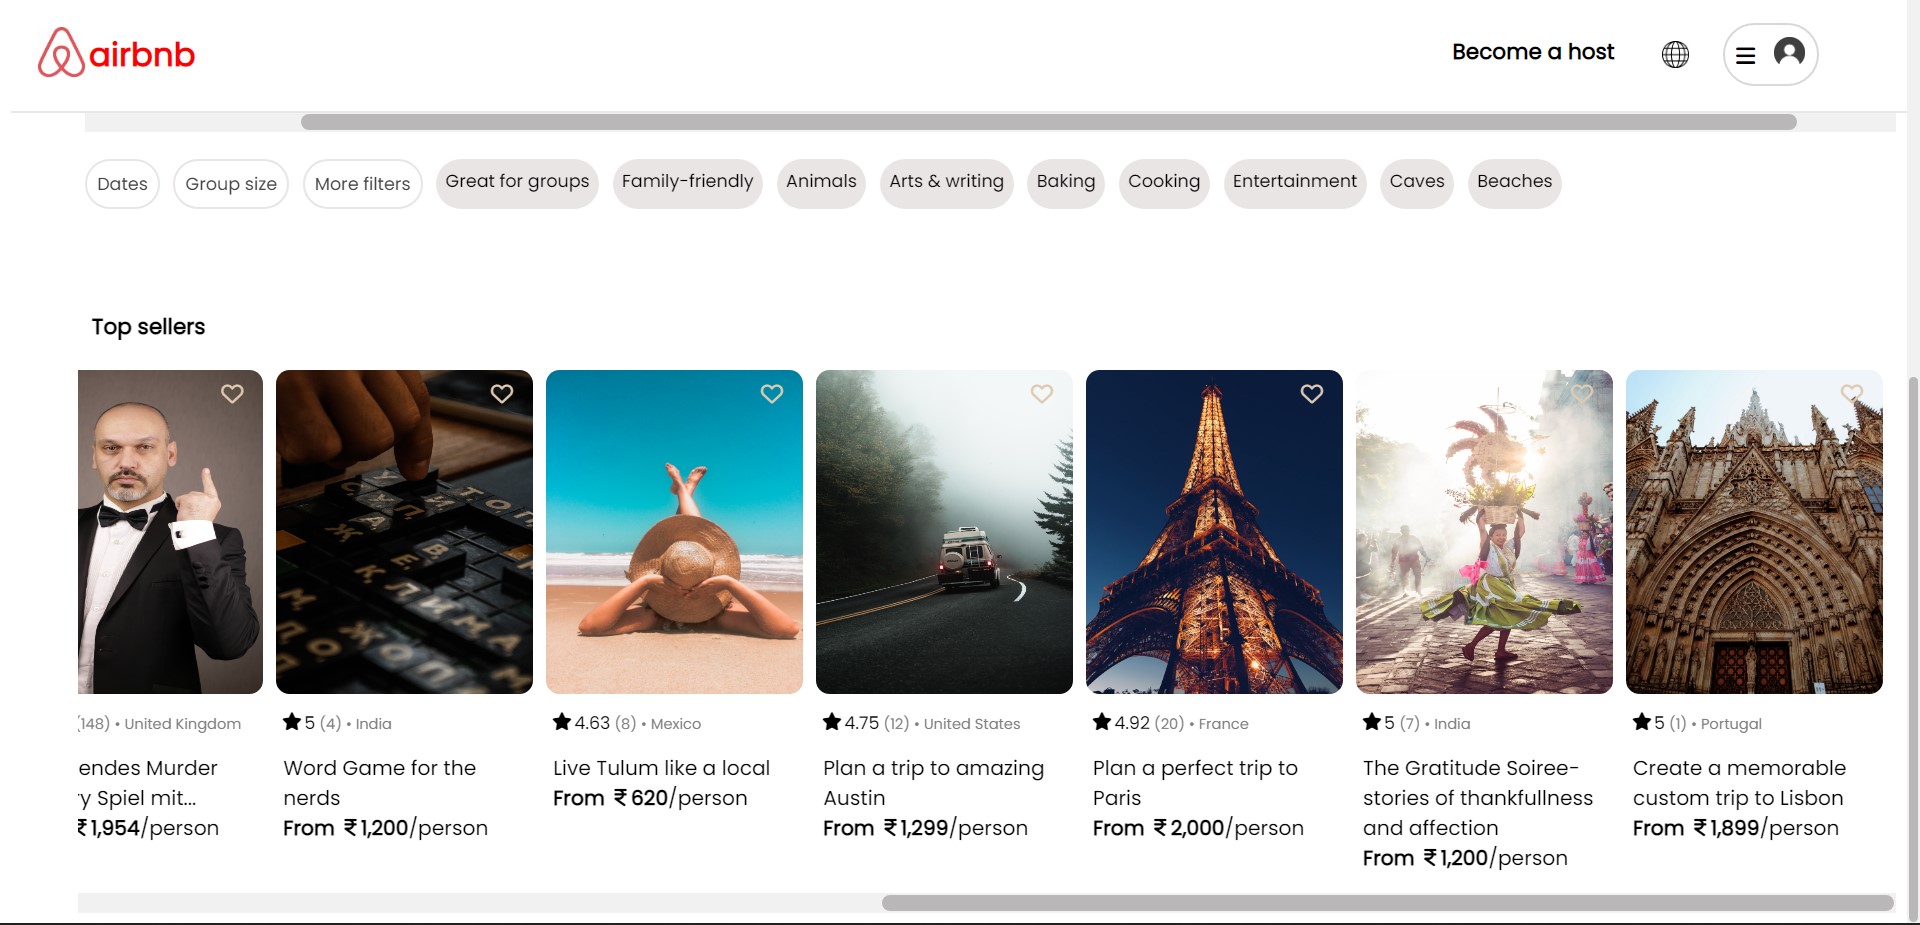 airbnb
Become a host
Dates
Group size
More filters
Great for groups
Family-friendly
Animals
Arts & writing
Baking
Cooking
Entertainment
Caves
Beaches
Top sellers
(148) • United Kingdom
endes Murder
ry Spiel mit...
₹1,954/person
5 (4) • India
Word Game for the
nerds
From ₹1,200/person
4.63 (8) • Mexico
Live Tulum like a local
From ₹620/person
4.75 (12) • United States
Plan a trip to amazing
Austin
From ₹1,299/person
4.92 (20) • France
Plan a perfect trip to
Paris
From ₹2,000/person
5 (7) • India
The Gratitude Soiree-
stories of thankfullness
and affection
From ₹1,200/person
5 (1) • Portugal
Create a memorable
custom trip to Lisbon
From ₹1,899/person